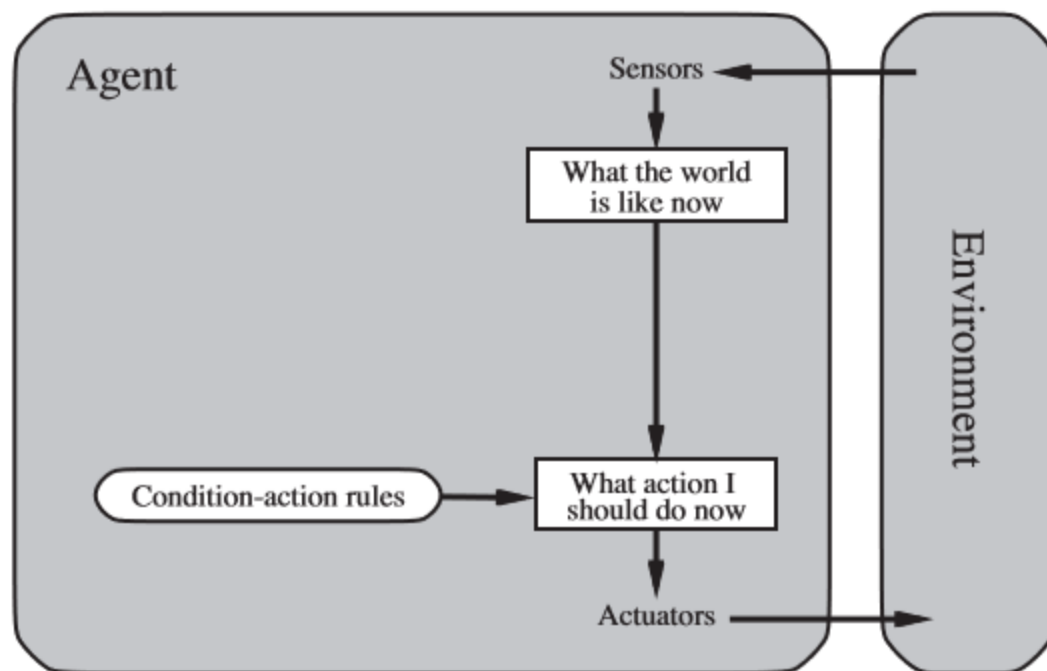 Agent
Sensors
What the world
is like now
Environment
Condition-action rules
What action I
should do now
Actuators